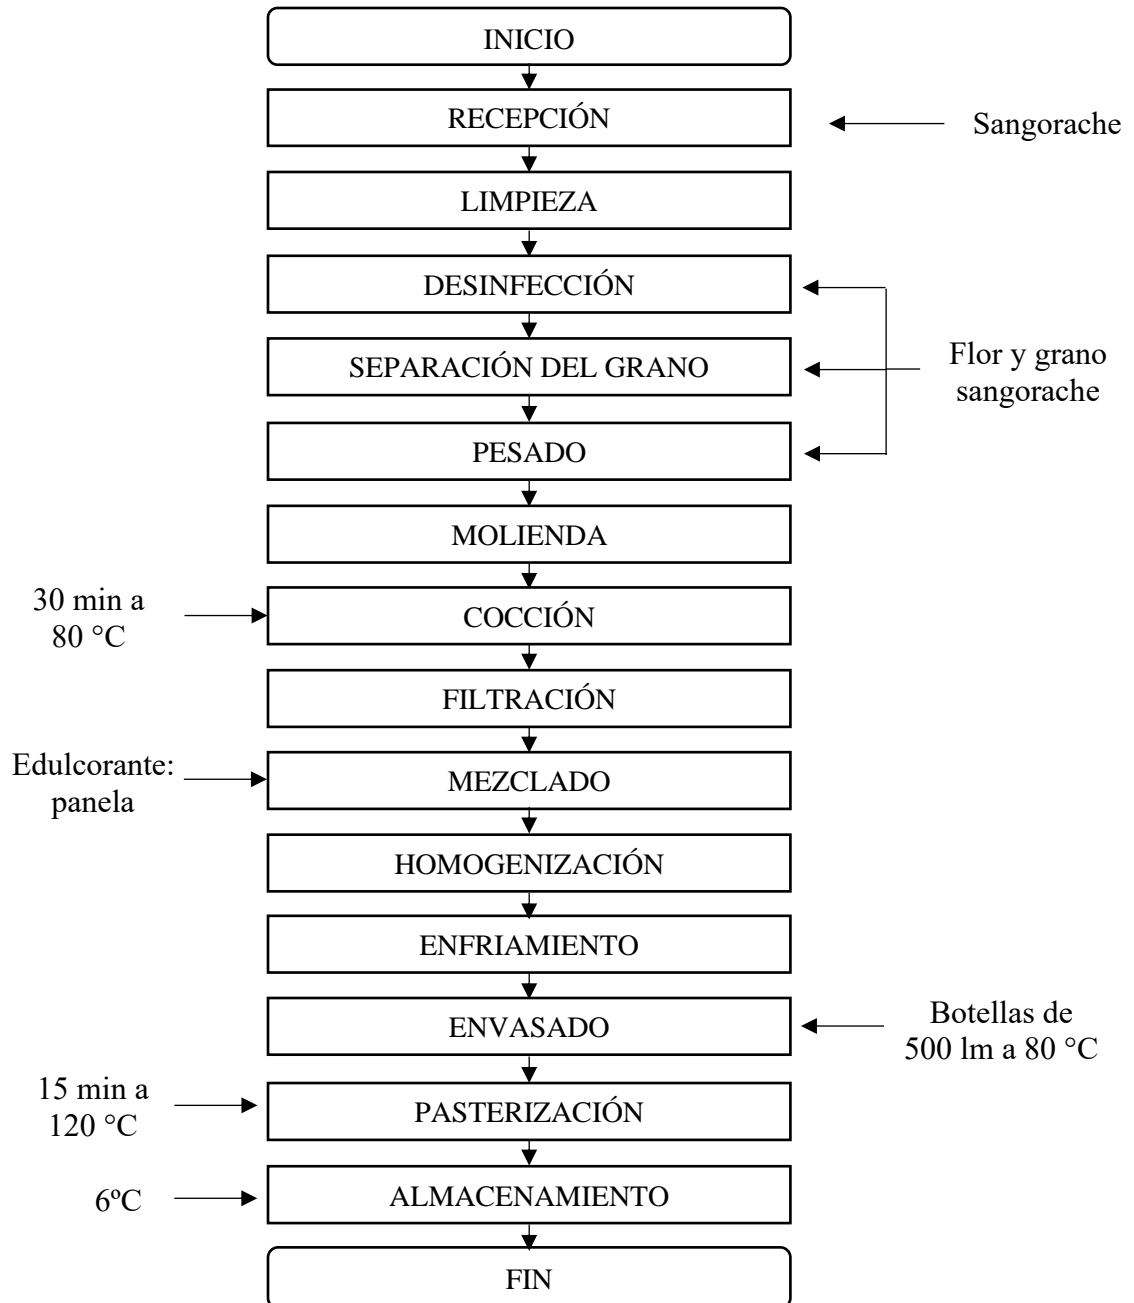 INICIO
RECEPCIÓN
Sangorache
LIMPIEZA
DESINFECCIÓN
SEPARACIÓN DEL GRANO
Flor y grano
sangorache
PESADO
MOLIENDA
30 min a
80 °C
COCCIÓN
FILTRACIÓN
Edulcorante:
panela
MEZCLADO
HOMOGENIZACIÓN
ENFRIAMIENTO
ENVASADO
Botellas de
500 lm a 80 °C
15 min a
120 °C
PASTERIZACIÓN
6ºC
ALMACENAMIENTO
FIN